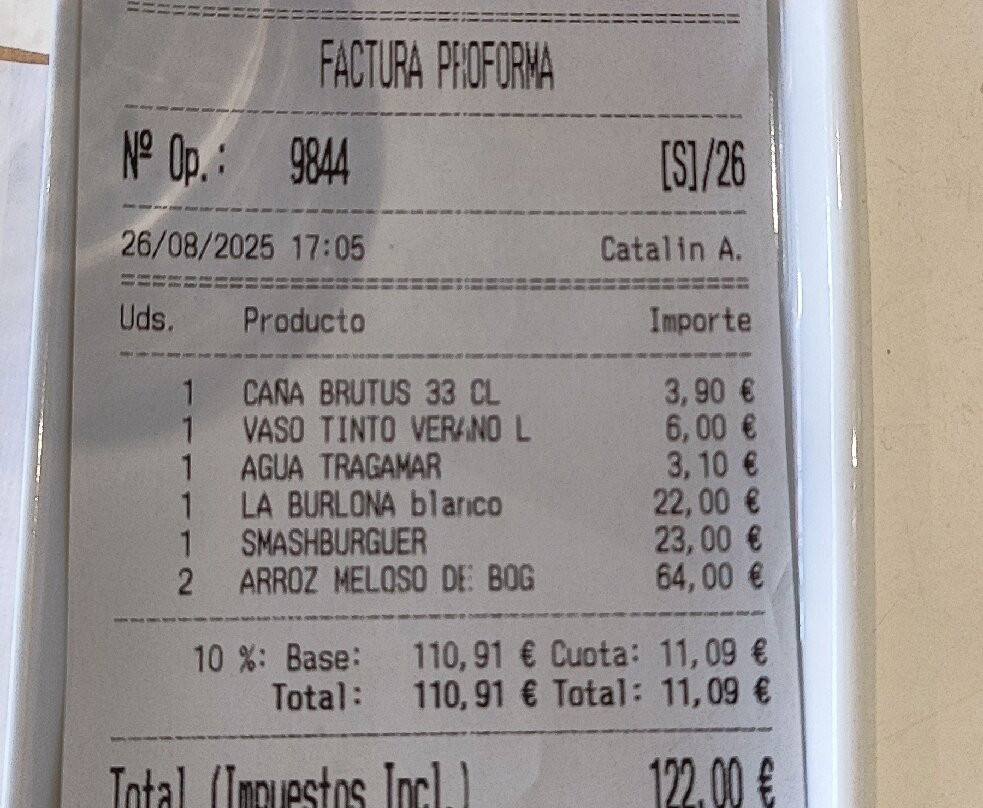 FACTURA PROFORMA
Nº Op.: 9844 [S]/26
26/08/2025 17:05 Catalin A.
Uds. Producto Importe
1 CAÑA BRUTUS 33 CL 3,90 €
1 VASO TINTO VERANO L 6,00 €
1 AGUA TRAGAMAR 3,10 €
1 LA BURLONA blanco 22,00 €
1 SMASHBURGUER 23,00 €
2 ARROZ MELOSO DE BOG 64,00 €
10 %: Base: 110,91 € Cuota: 11,09 €
Total: 110,91 € Total: 11,09 €
Total (Impuestos Incl.) 122,00 €